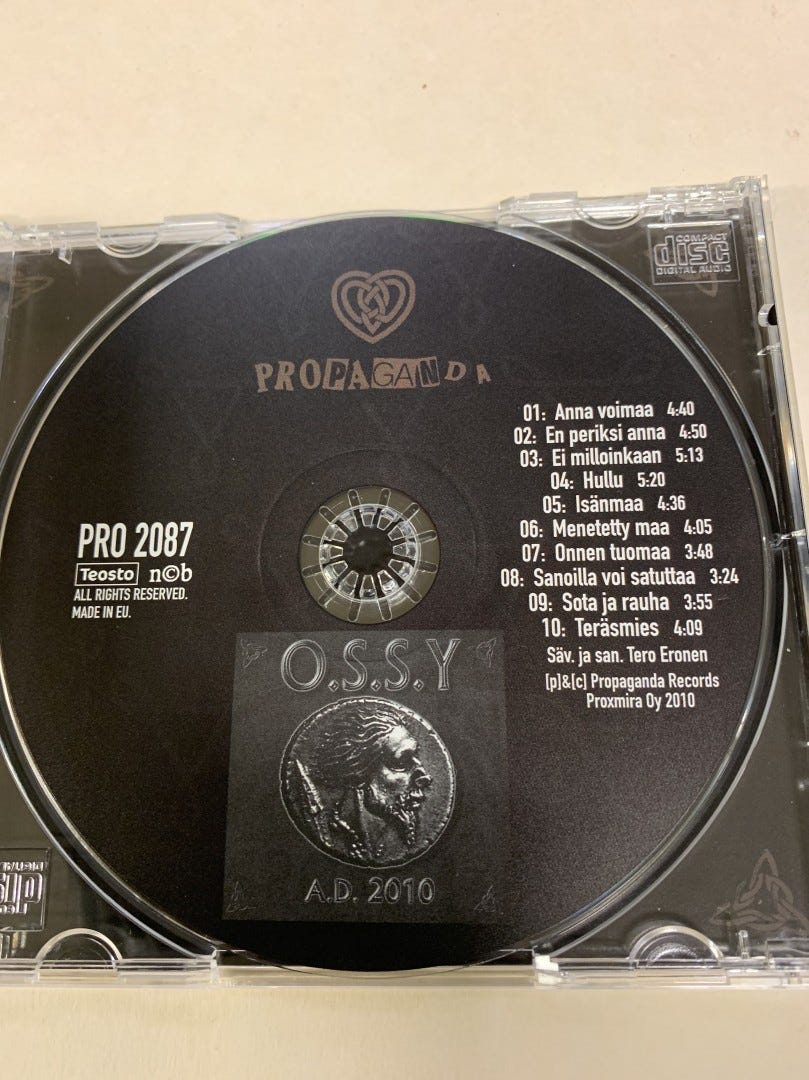 COMPACT
disc
DIGITAL AUDIO
PROPAGANDA
01: Anna voimaa 4:40
02: En periksi anna 4:50
03: Ei milloinkaan 5:13
04: Hullu 5:20
05: Isänmaa 4:36
06: Menetetty maa 4:05
07: Onnen tuomaa 3:48
08: Sanoilla voi satuttaa 3:24
09: Sota ja rauha 3:55
10: Teräsmies 4:09
Säv. ja san. Tero Eronen
[p]&[c] Propaganda Records
Proxmira Oy 2010
PRO 2087
Teosto n©b
ALL RIGHTS RESERVED.
MADE IN EU.
O.S.S.Y
A.D. 2010